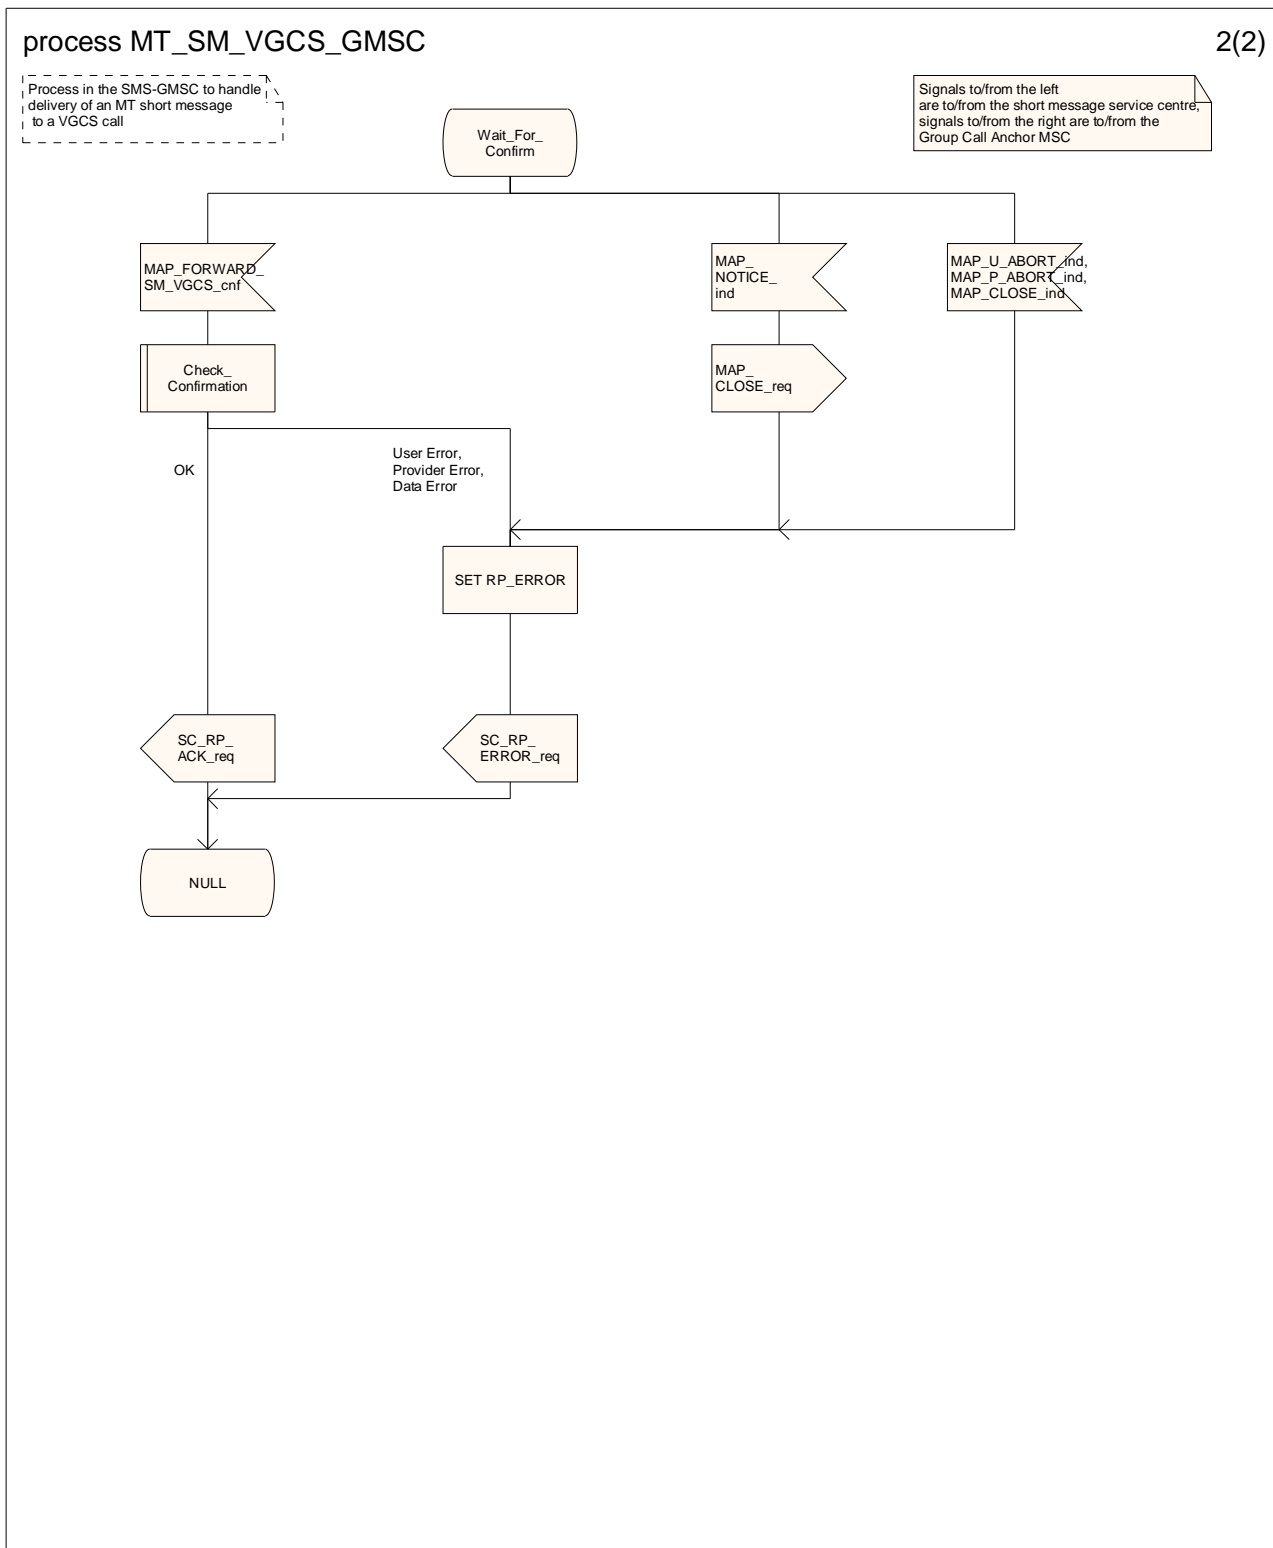 process MT_SM_VGCS_GMSC
2(2)
Process in the SMS-GMSC to handle
delivery of an MT short message
to a VGCS call
Signals to/from the left
are to/from the short message service centre,
signals to/from the right are to/from the
Group Call Anchor MSC
Wait_For_
Confirm
MAP_FORWARD_
SM_VGCS_cnf
MAP_
NOTICE_
ind
MAP_U_ABORT_ind,
MAP_P_ABORT_ind,
MAP_CLOSE_ind
Check_
Confirmation
MAP_
CLOSE_req
OK
User Error,
Provider Error,
Data Error
SET RP_ERROR
SC_RP_
ACK_req
SC_RP_
ERROR_req
NULL